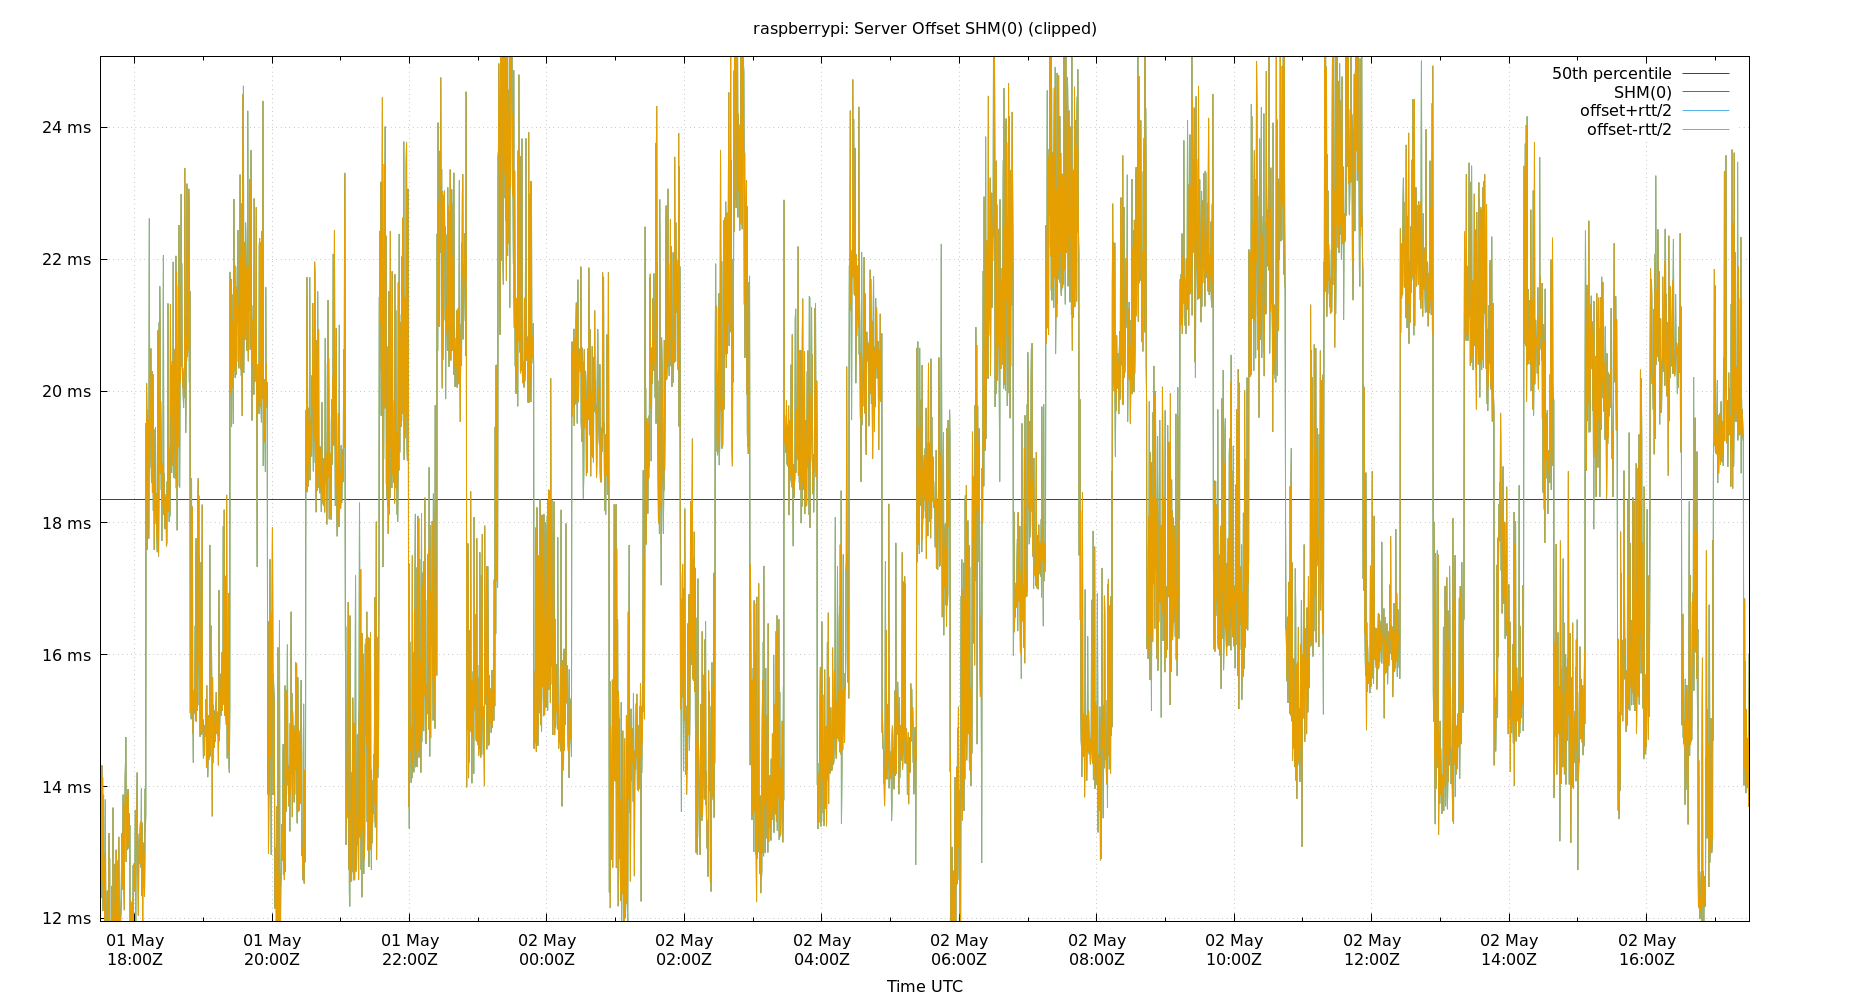 raspberrypi: Server Offset SHM(0) (clipped)
50th percentile
SHM(0)
offset+rtt/2
offset-rtt/2
24 ms
22 ms
20 ms
18 ms
16 ms
14 ms
12 ms
01 May 01 May 01 May 02 May 02 May 02 May 02 May 02 May 02 May 02 May 02 May 02 May
18:00Z 20:00Z 22:00Z 00:00Z 02:00Z 04:00Z 06:00Z 08:00Z 10:00Z 12:00Z 14:00Z 16:00Z
Time UTC